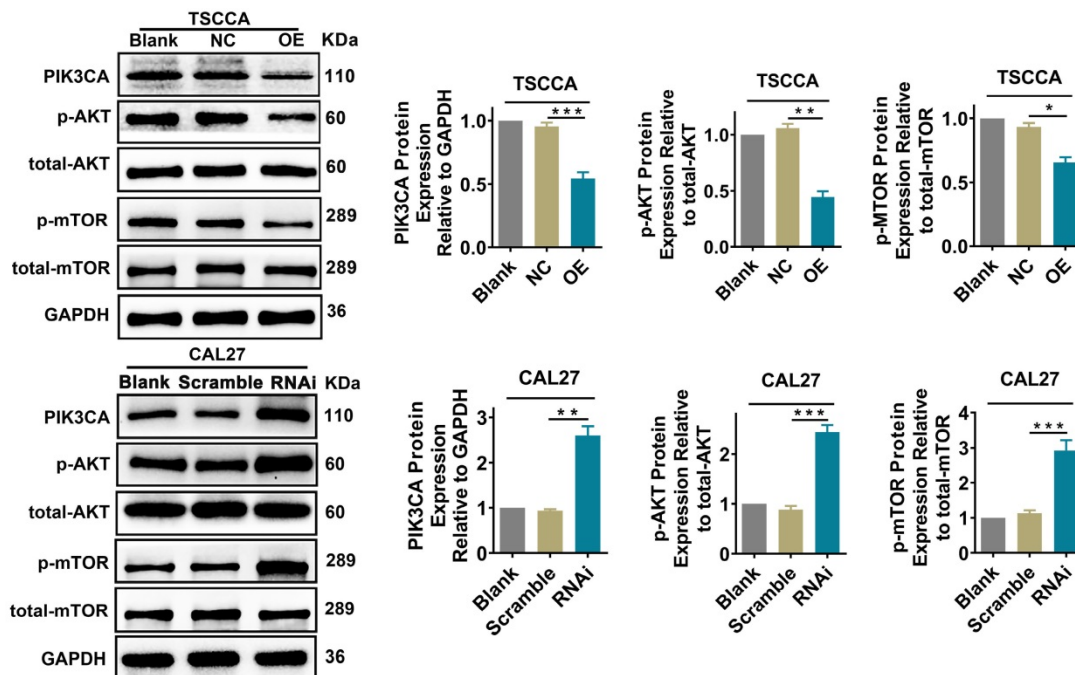 TSCCA
Blank NC OE KDa
PIK3CA 110
p-AKT 60
total-AKT 60
p-mTOR 289
total-mTOR 289
GAPDH 36
TSCCA
***
PIK3CA Protein
Expression
Relative to GAPDH
1.0
0.5
0.0
Blank
NC
OE
TSCCA
**
p-AKT Protein
Expression Relative
to total-AKT
1.0
0.5
0.0
Blank
NC
OE
TSCCA
*
p-MTOR Protein
Expression Relative
to total-mTOR
1.0
0.5
0.0
Blank
NC
OE
CAL27
Blank Scramble RNAi KDa
PIK3CA 110
p-AKT 60
total-AKT 60
p-mTOR 289
total-mTOR 289
GAPDH 36
CAL27
**
PIK3CA Protein
Expression
Relative to GAPDH
3
2
1
0
Blank
Scramble
RNAi
CAL27
***
p-AKT Protein
Expression Relative
to total-AKT
2
1
0
Blank
Scramble
RNAi
CAL27
***
p-mTOR Protein
Expression Relative
to total-mTOR
4
3
2
1
0
Blank
Scramble
RNAi